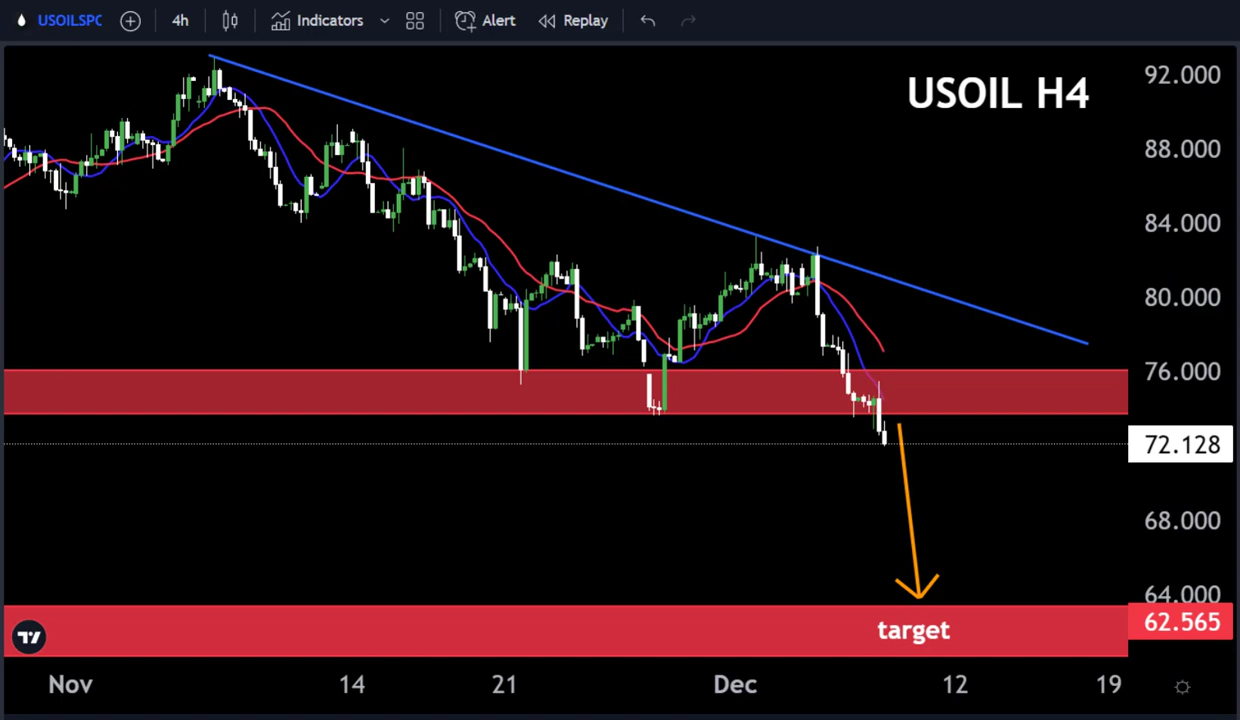 USOILSPC 4h Indicators Alert Replay
USOIL H4
92.000
88.000
84.000
80.000
76.000
72.128
68.000
64.000
62.565
target
Nov 14 21 Dec 12 19